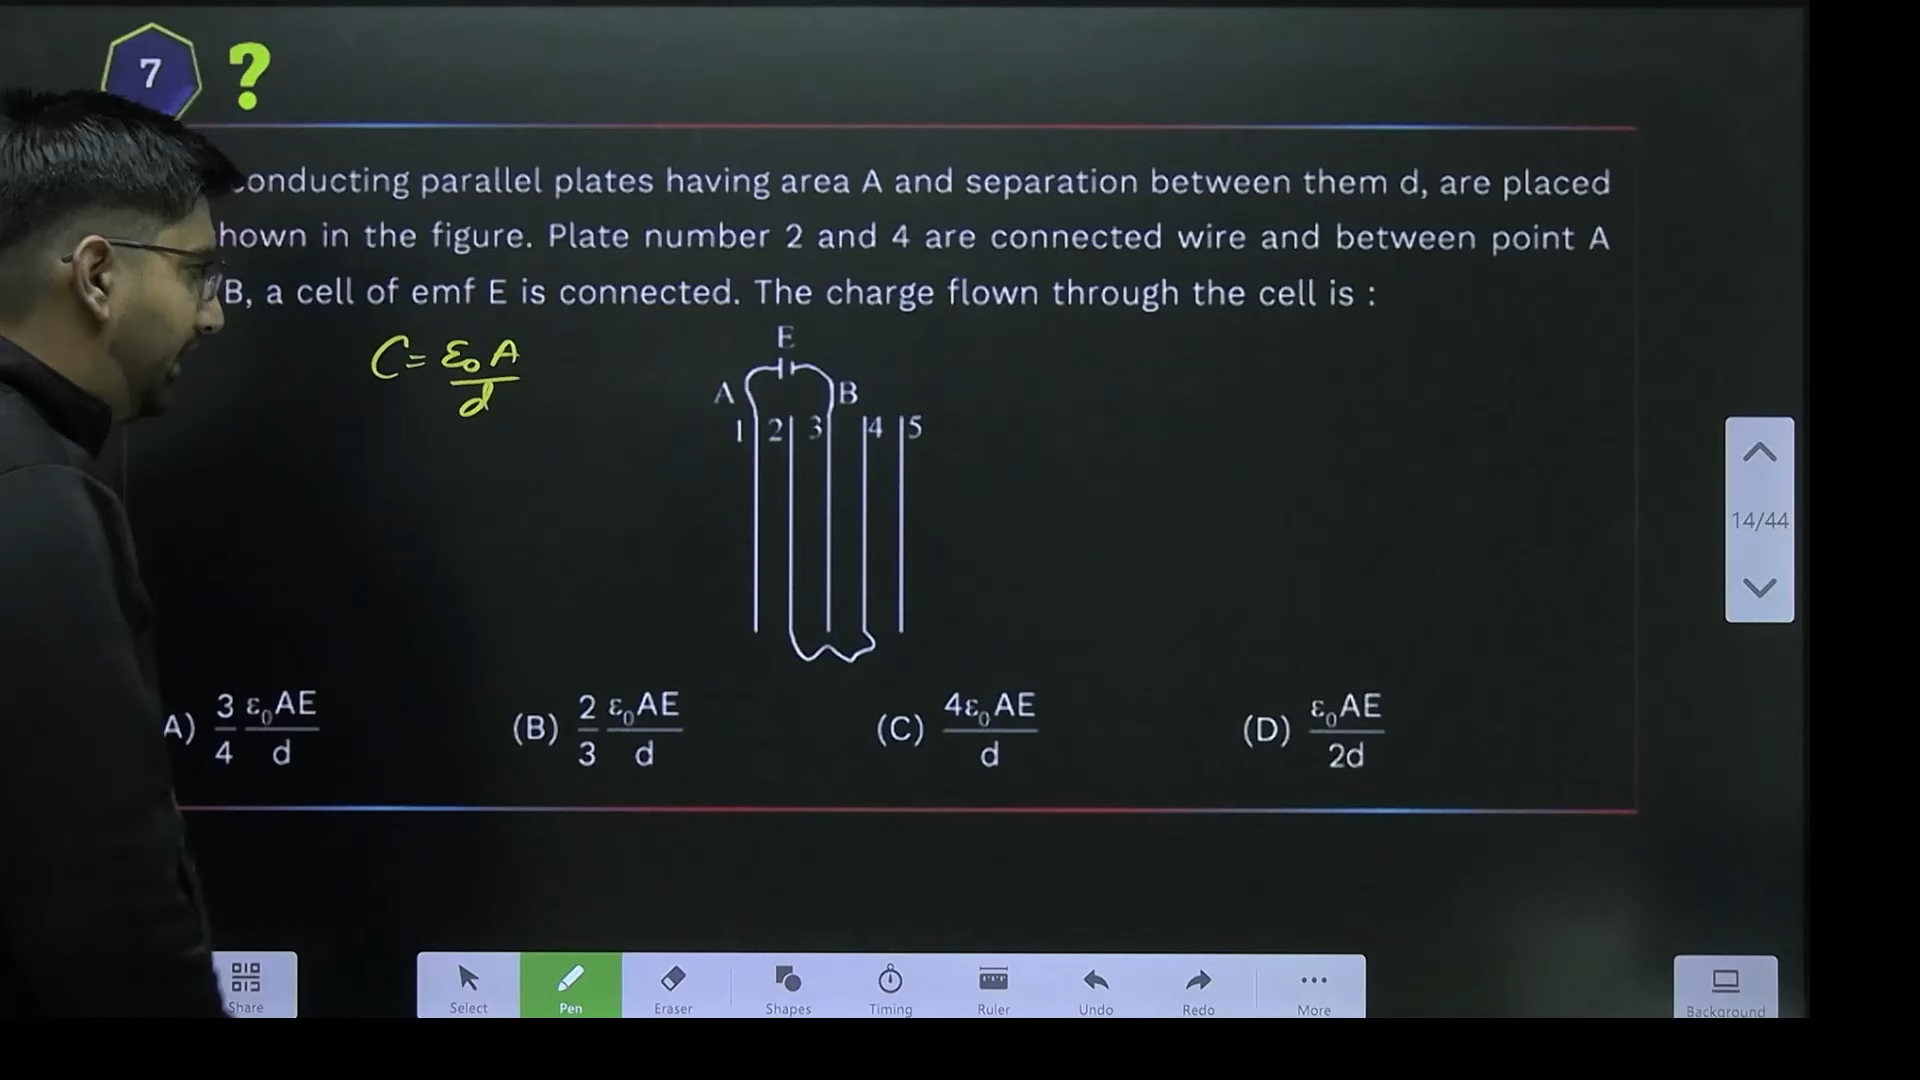 7 ?
conducting parallel plates having area A and separation between them d, are placed
hown in the figure. Plate number 2 and 4 are connected wire and between point A
B, a cell of emf E is connected. The charge flown through the cell is :
C = ε₀A/d
E
A B
1 2 3 4 5
14/44
A) 3/4 ε₀AE/d (B) 2/3 ε₀AE/d (C) 4ε₀AE/d (D) ε₀AE/2d
Share Select Pen Eraser Shapes Timing Ruler Undo Redo More Background